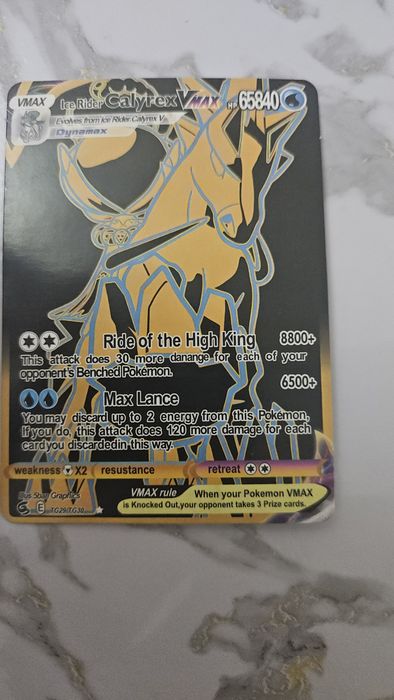 VMAX
Ice Rider Calyrex VMAX HP 65840
Evolves from Ice Rider Calyrex V
Dynamax
Ride of the High King 8800+
This attack does 30 more danange for each of your
opponent's Benched Pokemon.
6500+
Max Lance
You may discard up to 2 energy from this Pokémon,
If you do, this attack does 120 more damage for each
card you discardedin this way.
weakness X2 resustance retreat
VMAX rule When your Pokemon VMAX
is Knocked Out,your opponent takes 3 Prize cards.
Illus.5ban Graphics
E TG29/TG30